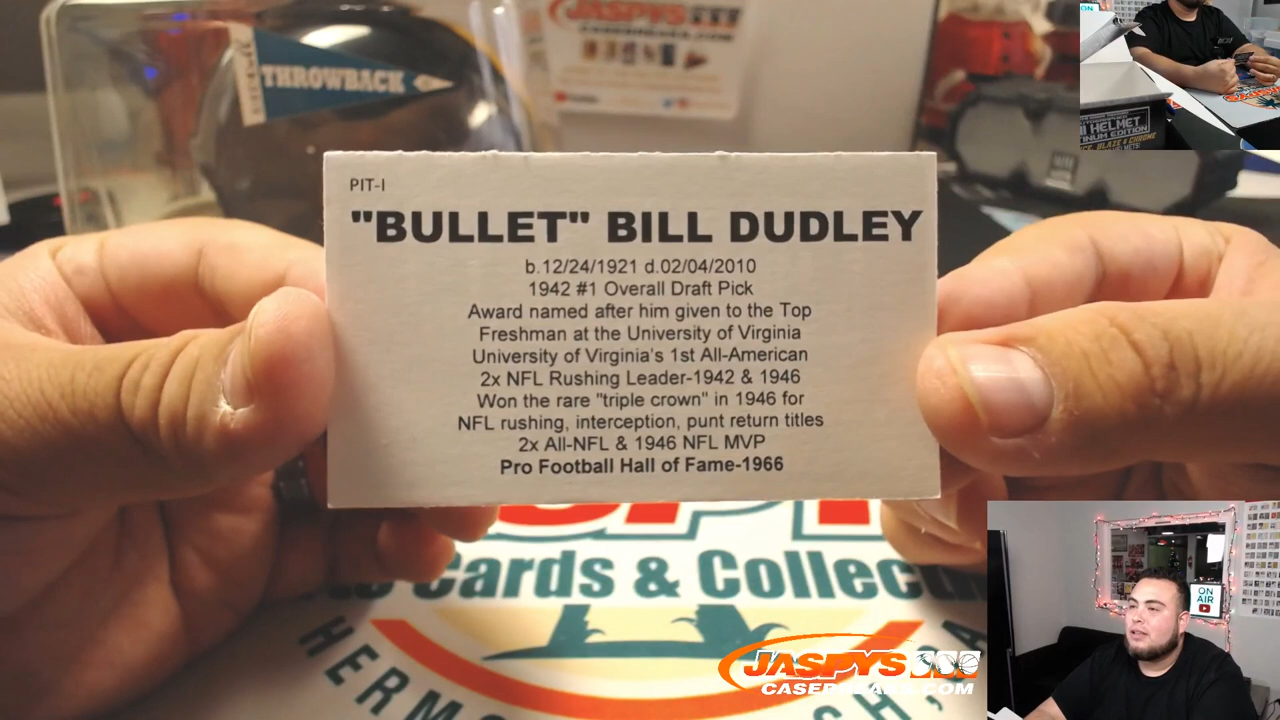 JASPYS
CASEBREAKS.COM
THROWBACK
HELMET
PIT-I
"BULLET" BILL DUDLEY
b.12/24/1921 d.02/04/2010
1942 #1 Overall Draft Pick
Award named after him given to the Top
Freshman at the University of Virginia
University of Virginia's 1st All-American
2x NFL Rushing Leader-1942 & 1946
Won the rare "triple crown" in 1946 for
NFL rushing, interception, punt return titles
2x All-NFL & 1946 NFL MVP
Pro Football Hall of Fame-1966
Cards &
ON
AIR
JASPYS
CASEBREAKS.COM